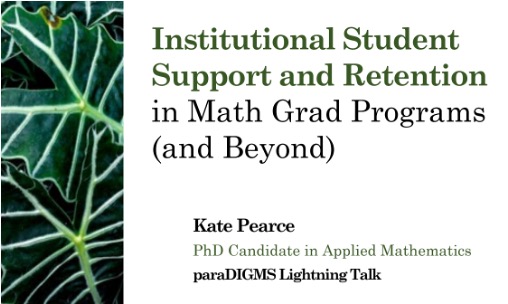 Institutional Student
Support and Retention
in Math Grad Programs
(and Beyond)
Kate Pearce
PhD Candidate in Applied Mathematics
paraDIGMS Lightning Talk